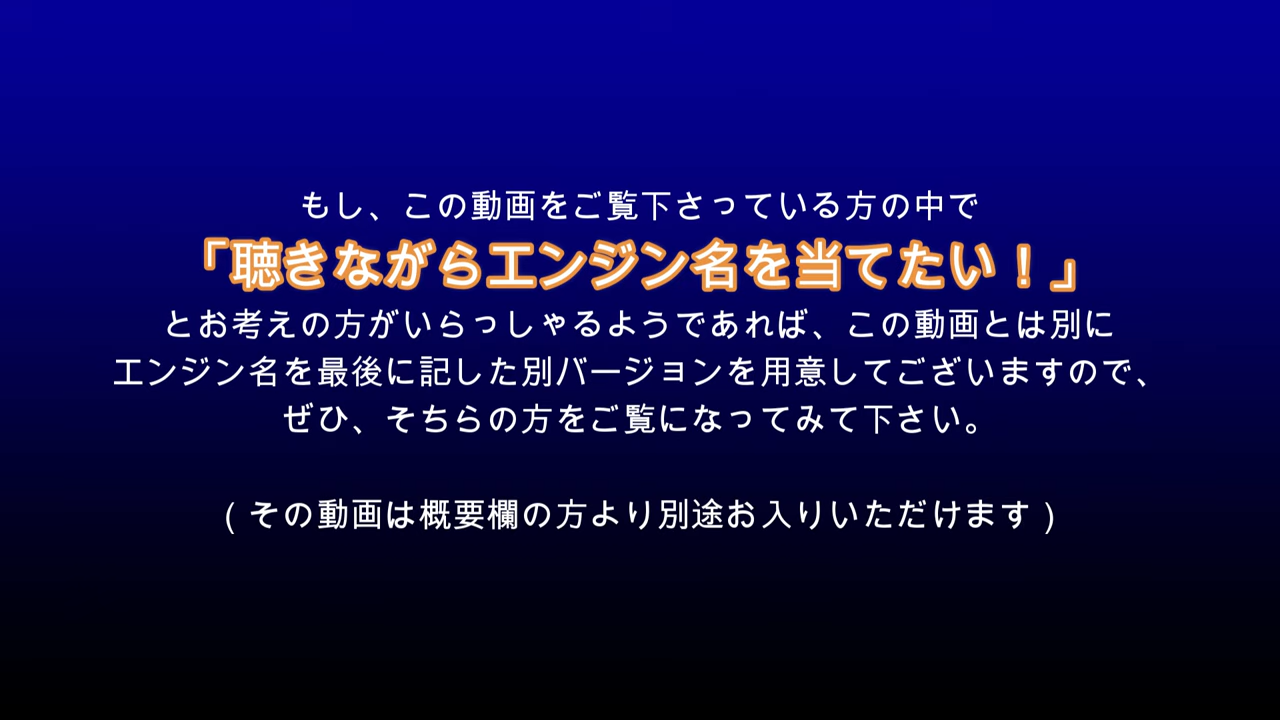 もし、この動画をご覧下さっている方の中で
「聴きながらエンジン名を当てたい！」
とお考えの方がいらっしゃるようであれば、この動画とは別に
エンジン名を最後に記した別バージョンを用意してございますので、
ぜひ、そちらの方をご覧になってみて下さい。
（その動画は概要欄の方より別途お入りいただけます）